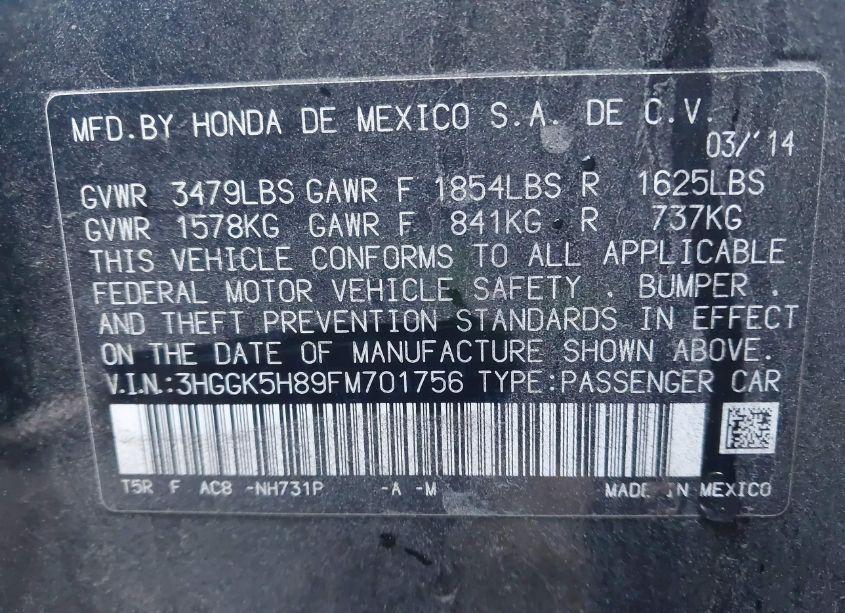 MFD.BY HONDA DE MEXICO S.A. DE C.V.
03/'14
GVWR 3479LBS GAWR F 1854LBS R 1625LBS
GVWR 1578KG GAWR F 841KG R 737KG
THIS VEHICLE CONFORMS TO ALL APPLICABLE
FEDERAL MOTOR VEHICLE SAFETY . BUMPER .
AND THEFT PREVENTION STANDARDS IN EFFECT
ON THE DATE OF MANUFACTURE SHOWN ABOVE.
V.I.N.:3HGGK5H89FM701756 TYPE:PASSENGER CAR
T5R F AC8 -NH731P -A -M MADE IN MEXICO